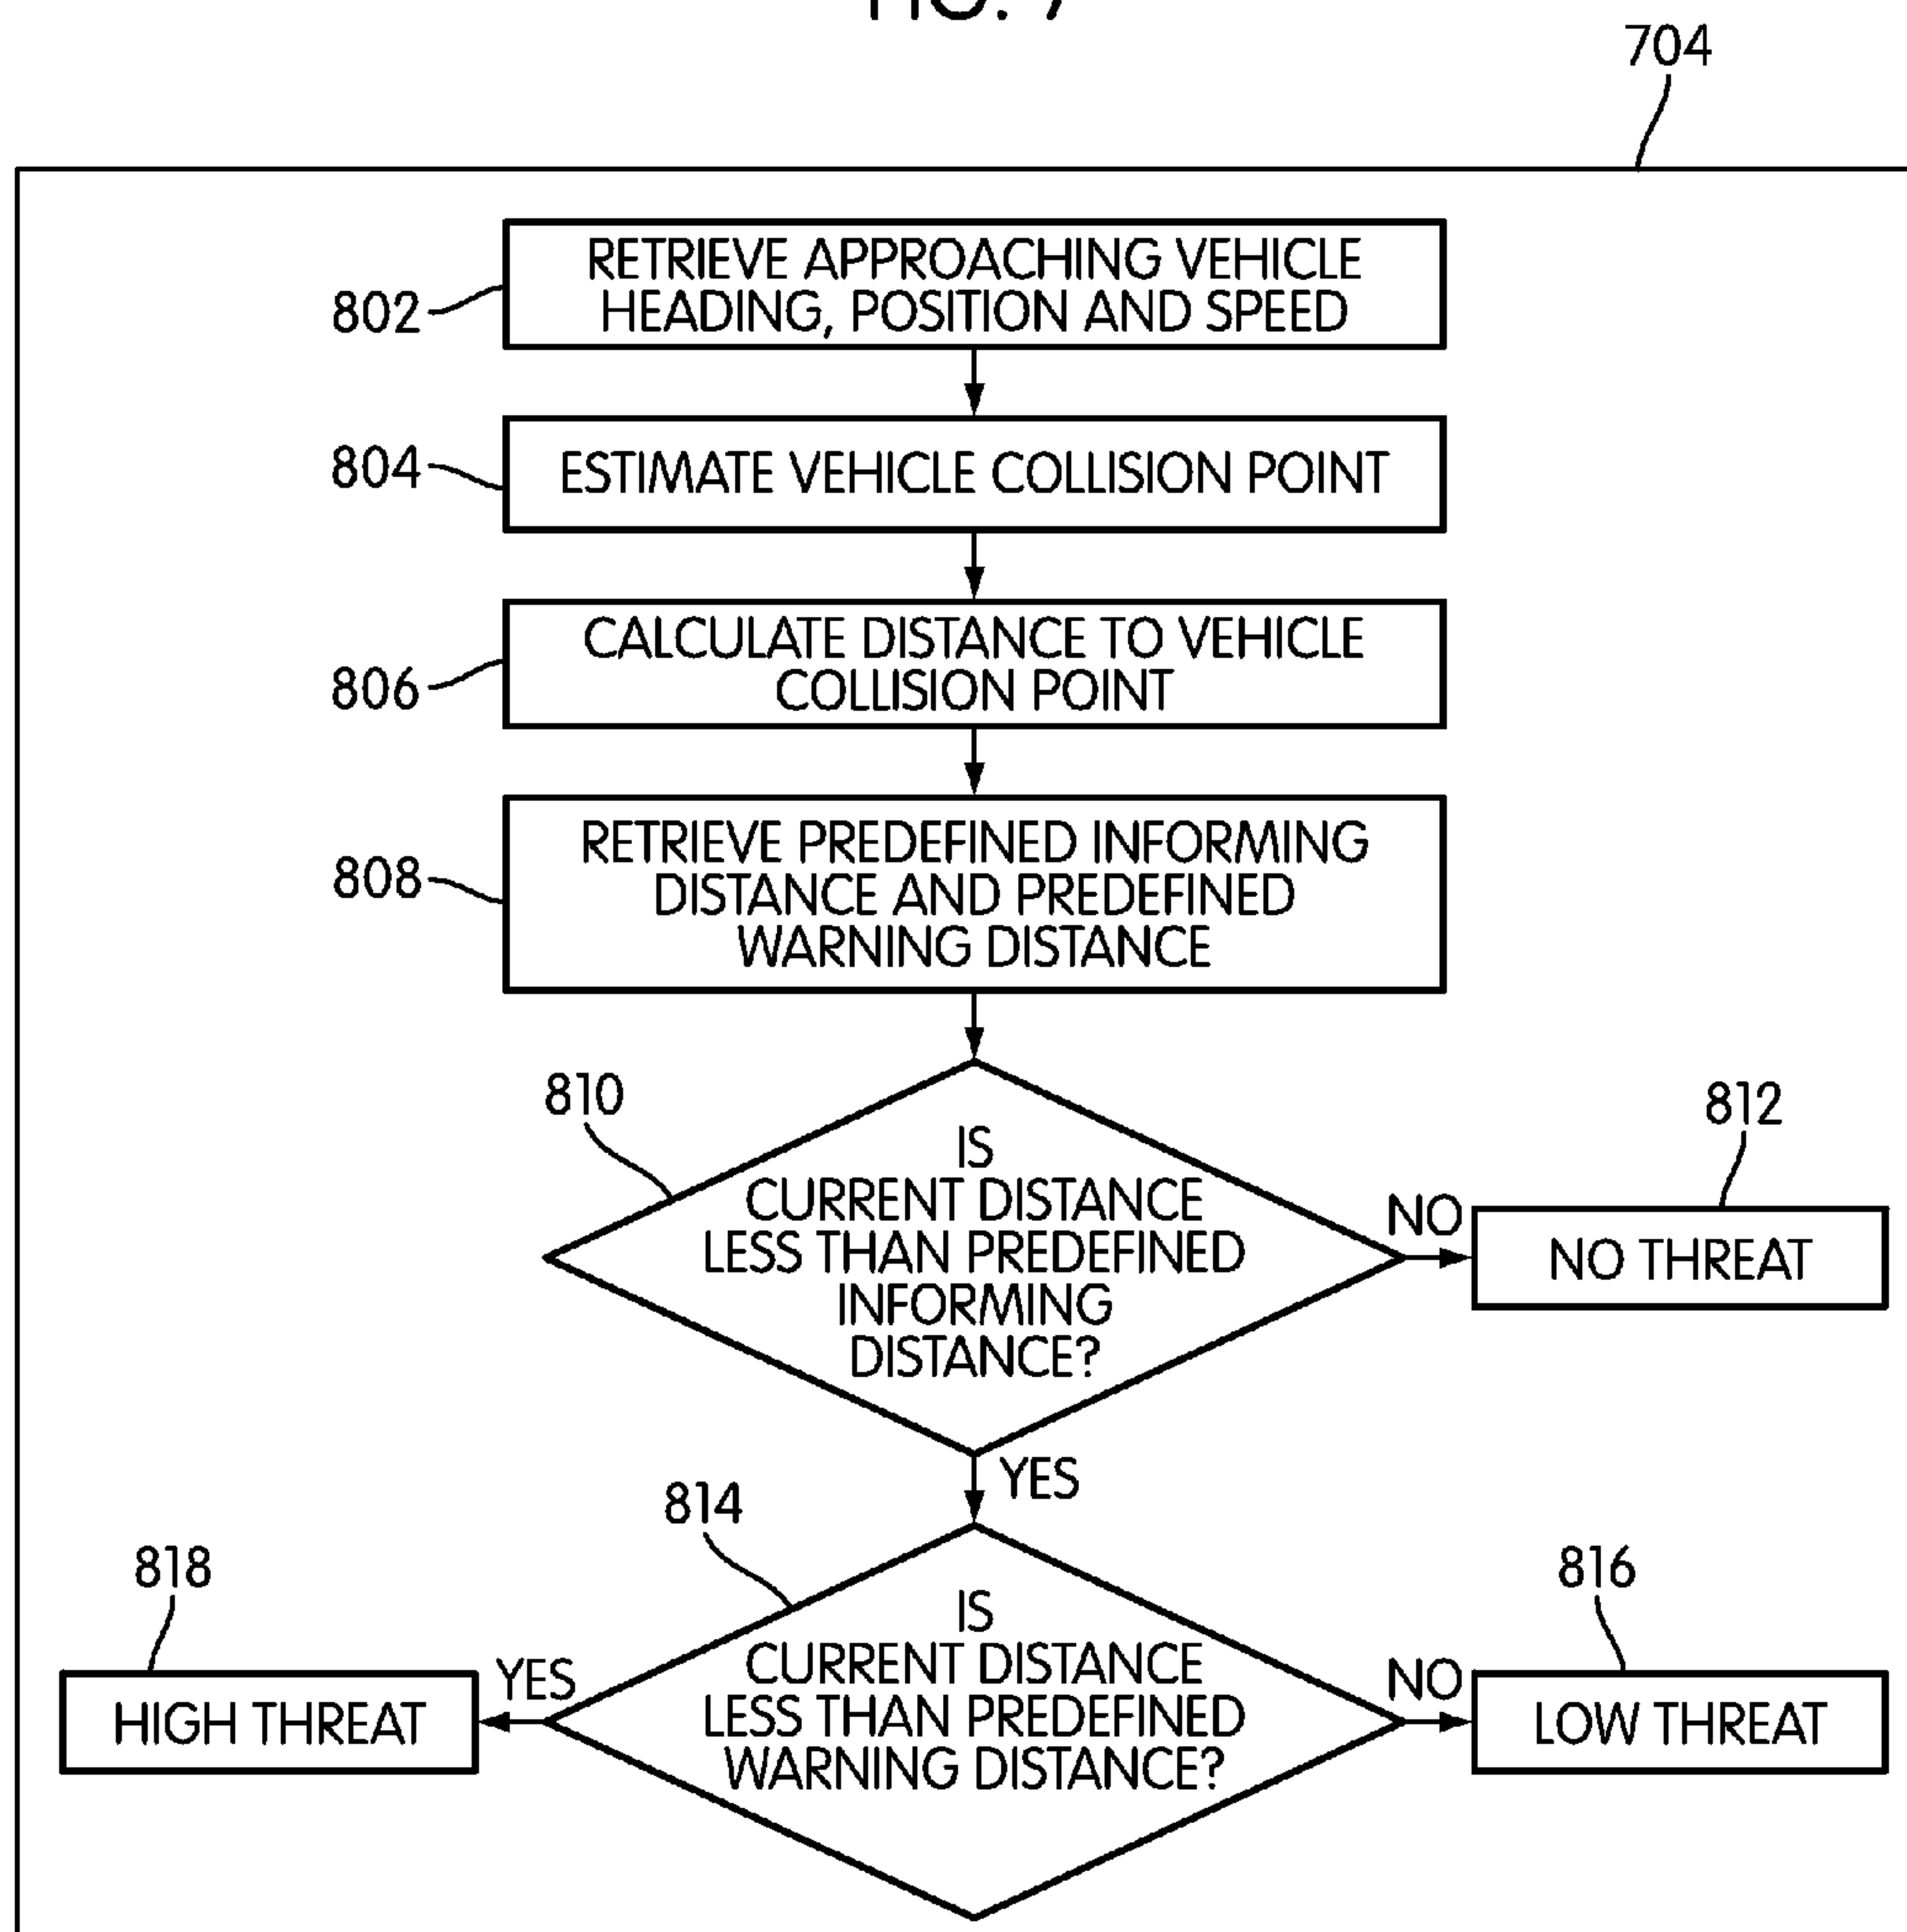 704
RETRIEVE APPROACHING VEHICLE
HEADING, POSITION AND SPEED
802
ESTIMATE VEHICLE COLLISION POINT
804
CALCULATE DISTANCE TO VEHICLE
COLLISION POINT
806
RETRIEVE PREDEFINED INFORMING
DISTANCE AND PREDEFINED
WARNING DISTANCE
808
810
IS
CURRENT DISTANCE
LESS THAN PREDEFINED
INFORMING
DISTANCE?
NO
812
NO THREAT
YES
814
IS
CURRENT DISTANCE
LESS THAN PREDEFINED
WARNING DISTANCE?
YES
818
HIGH THREAT
NO
816
LOW THREAT